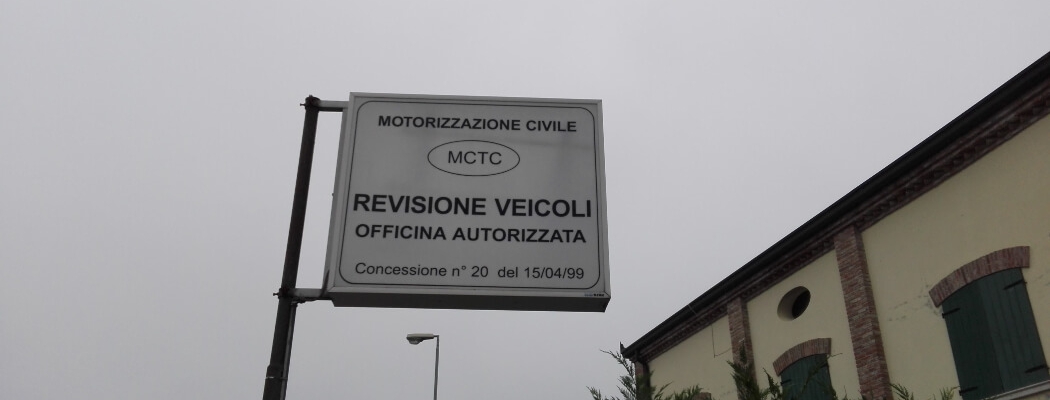 MOTORIZZAZIONE CIVILE
MCTC
REVISIONE VEICOLI
OFFICINA AUTORIZZATA
Concessione n° 20 del 15/04/99